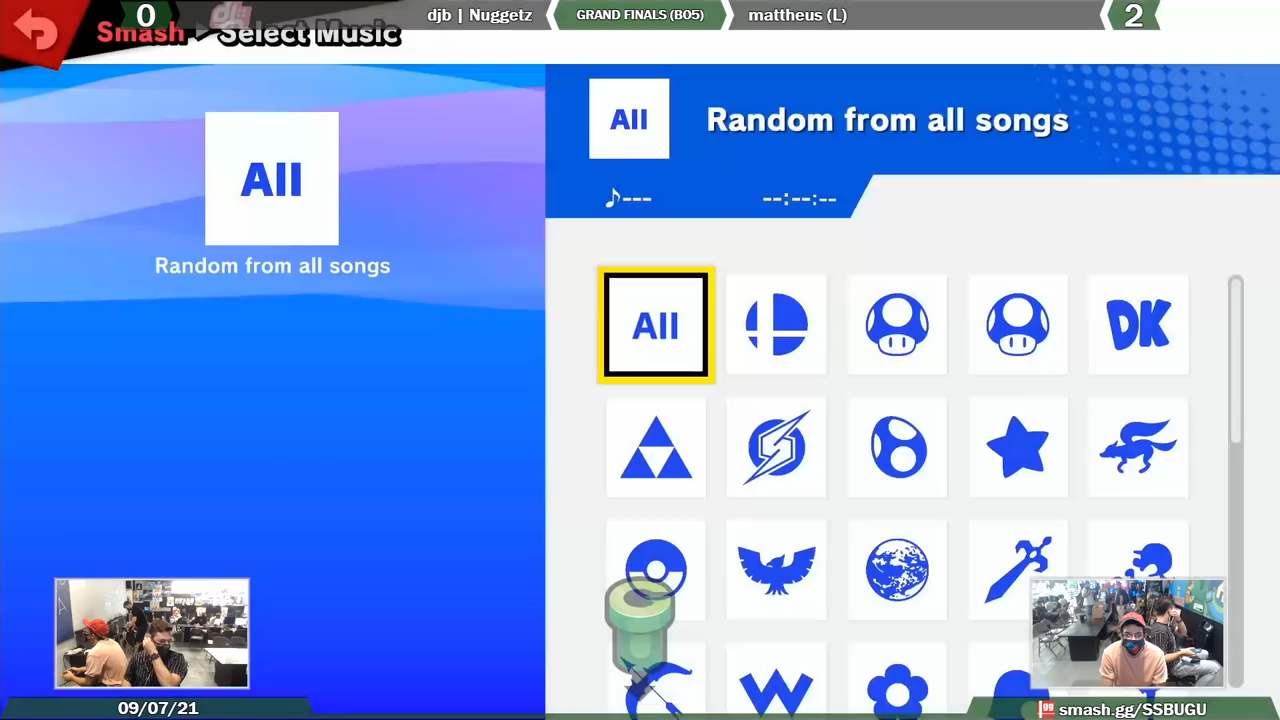 0
djb | Nuggetz
GRAND FINALS (BO5)
mattheus (L)
2
Smash
Select Music
All
Random from all songs
All
Random from all songs
♪---
--:--:--
All
DK
09/07/21
smash.gg/SSBUGU